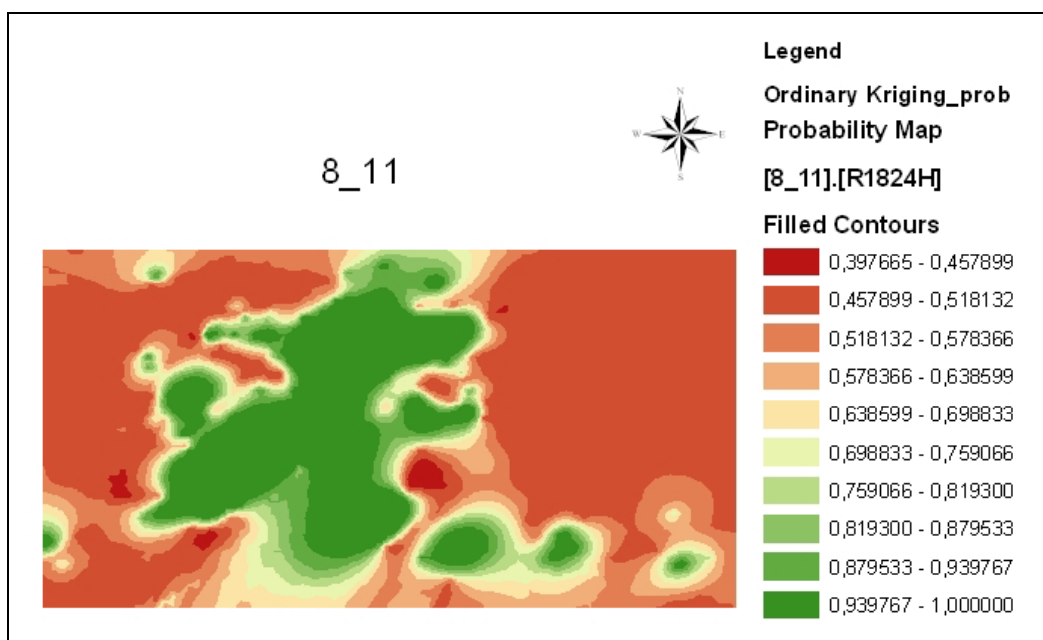 8_11
N
W E
S
Legend
Ordinary Kriging_prob
Probability Map
[8_11].[R1824H]
Filled Contours
0,397665 - 0,457899
0,457899 - 0,518132
0,518132 - 0,578366
0,578366 - 0,638599
0,638599 - 0,698833
0,698833 - 0,759066
0,759066 - 0,819300
0,819300 - 0,879533
0,879533 - 0,939767
0,939767 - 1,000000